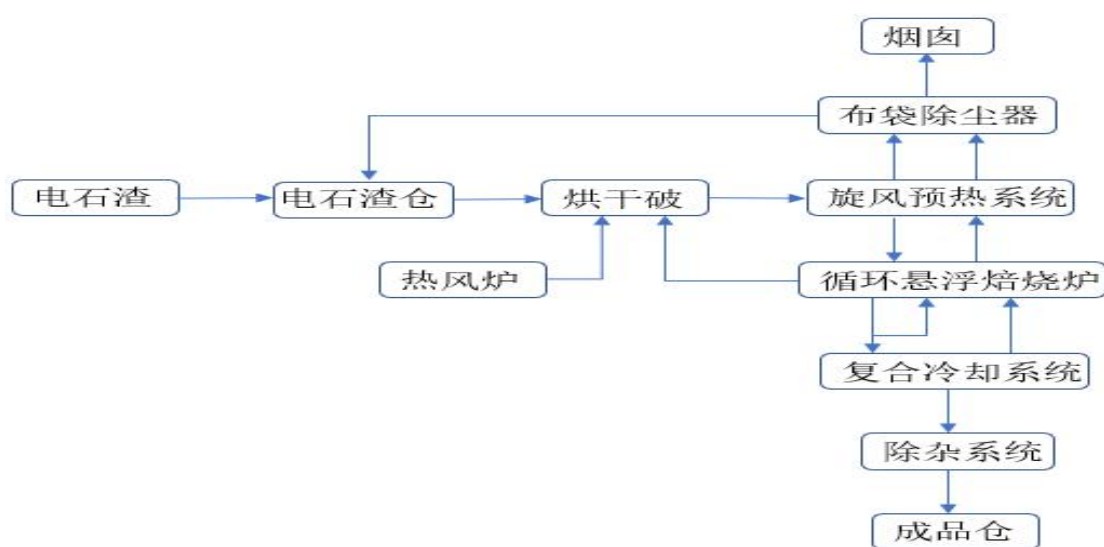 烟囱
布袋除尘器
电石渣
电石渣仓
烘干破
旋风预热系统
热风炉
循环悬浮焙烧炉
复合冷却系统
除杂系统
成品仓